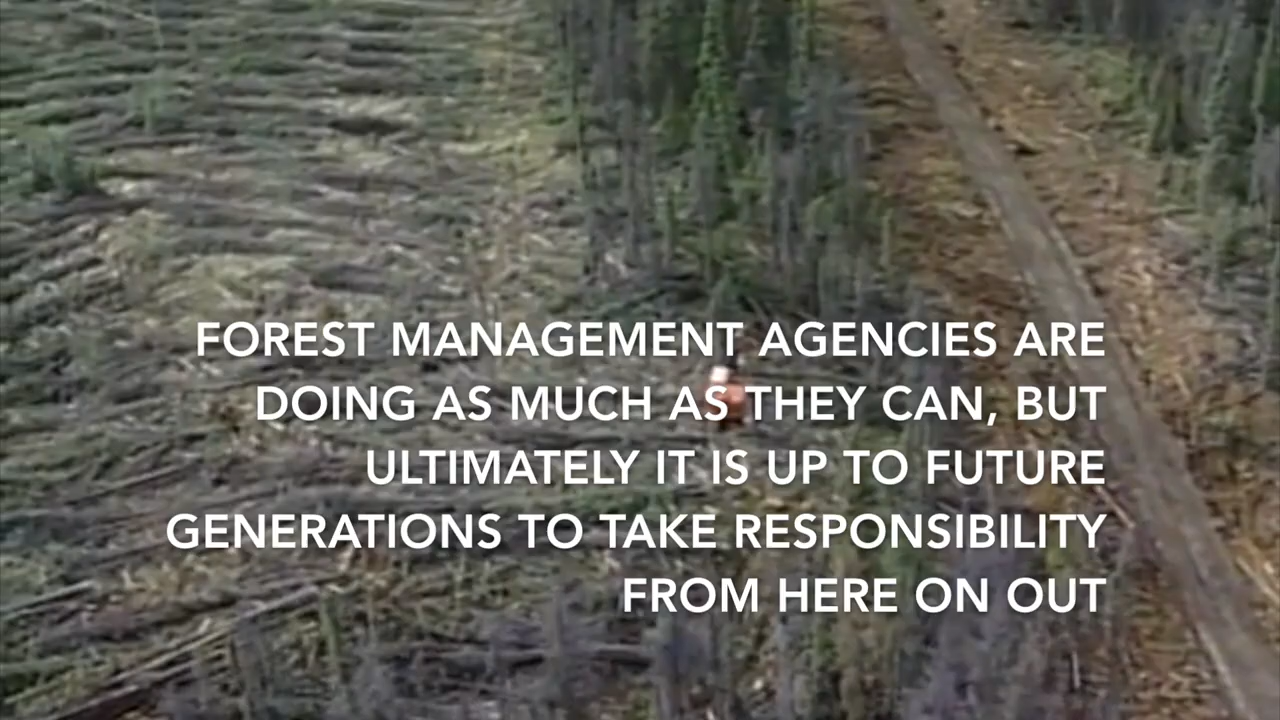 FOREST MANAGEMENT AGENCIES ARE
DOING AS MUCH AS THEY CAN, BUT
ULTIMATELY IT IS UP TO FUTURE
GENERATIONS TO TAKE RESPONSIBILITY
FROM HERE ON OUT